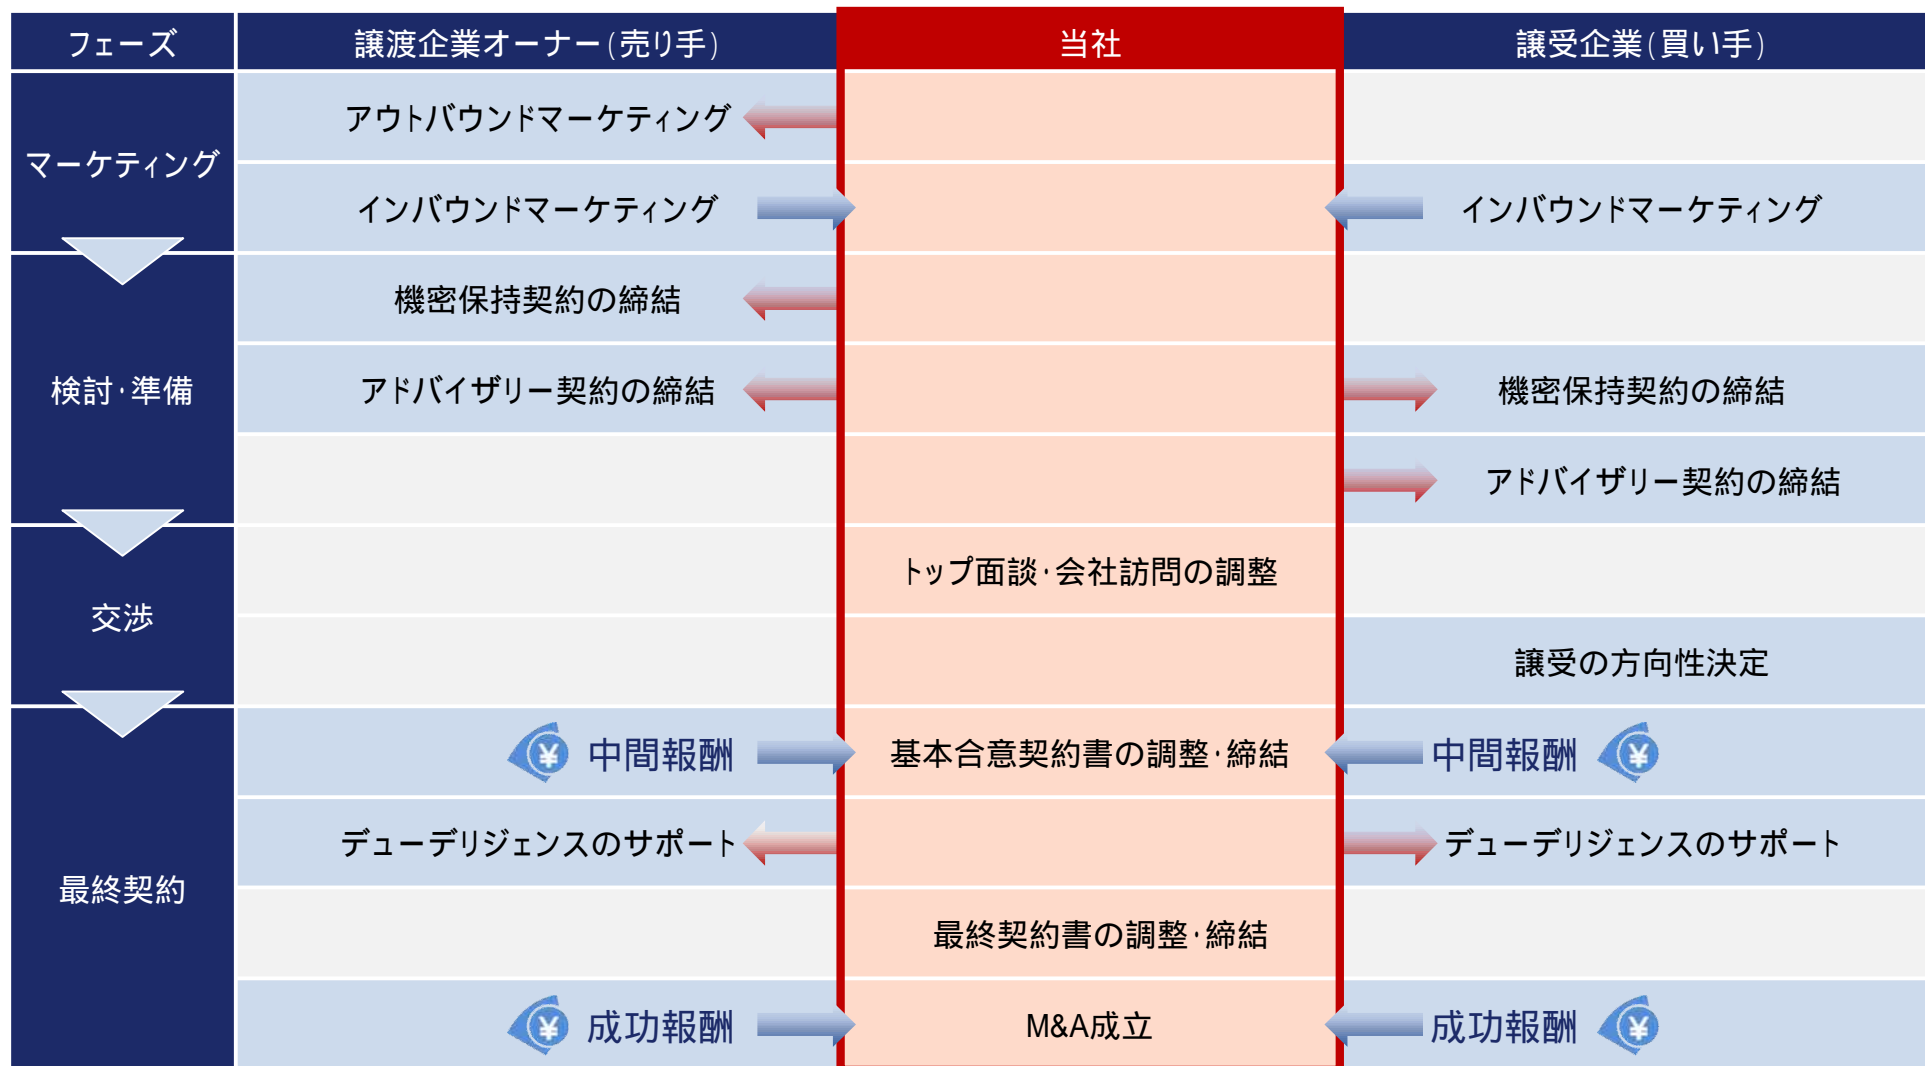 フェーズ
譲渡企業オーナー(売り手)
当社
譲受企業(買い手)
マーケティング
アウトバウンドマーケティング
インバウンドマーケティング
インバウンドマーケティング
検討・準備
機密保持契約の締結
アドバイザリー契約の締結
機密保持契約の締結
アドバイザリー契約の締結
交渉
トップ面談・会社訪問の調整
譲受の方向性決定
最終契約
¥ 中間報酬
基本合意契約書の調整・締結
中間報酬 ¥
デューデリジェンスのサポート
デューデリジェンスのサポート
最終契約書の調整・締結
¥ 成功報酬
M&A成立
成功報酬 ¥